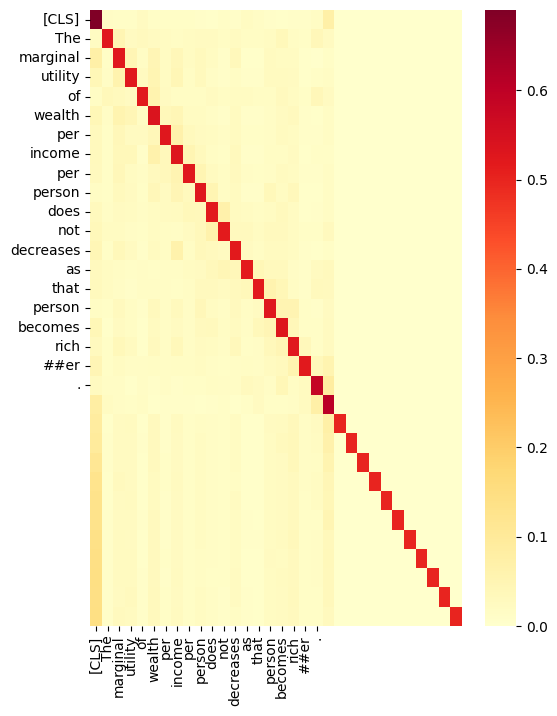 [CLS]
The
marginal
utility
of
wealth
per
income
per
person
does
not
decreases
as
that
person
becomes
rich
##er
.
0.6
0.5
0.4
0.3
0.2
0.1
0.0
[CLS]
The
marginal
utility
of
wealth
per
income
per
person
does
not
decreases
as
that
person
becomes
rich
##er
.